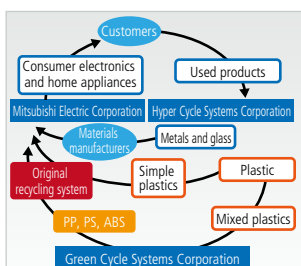 Customers
Consumer electronics
and home appliances
Used products
Mitsubishi Electric Corporation
Hyper Cycle Systems Corporation
Materials
manufacturers
Metals and glass
Original
recycling system
Simple
plastics
Plastic
PP, PS, ABS
Mixed plastics
Green Cycle Systems Corporation